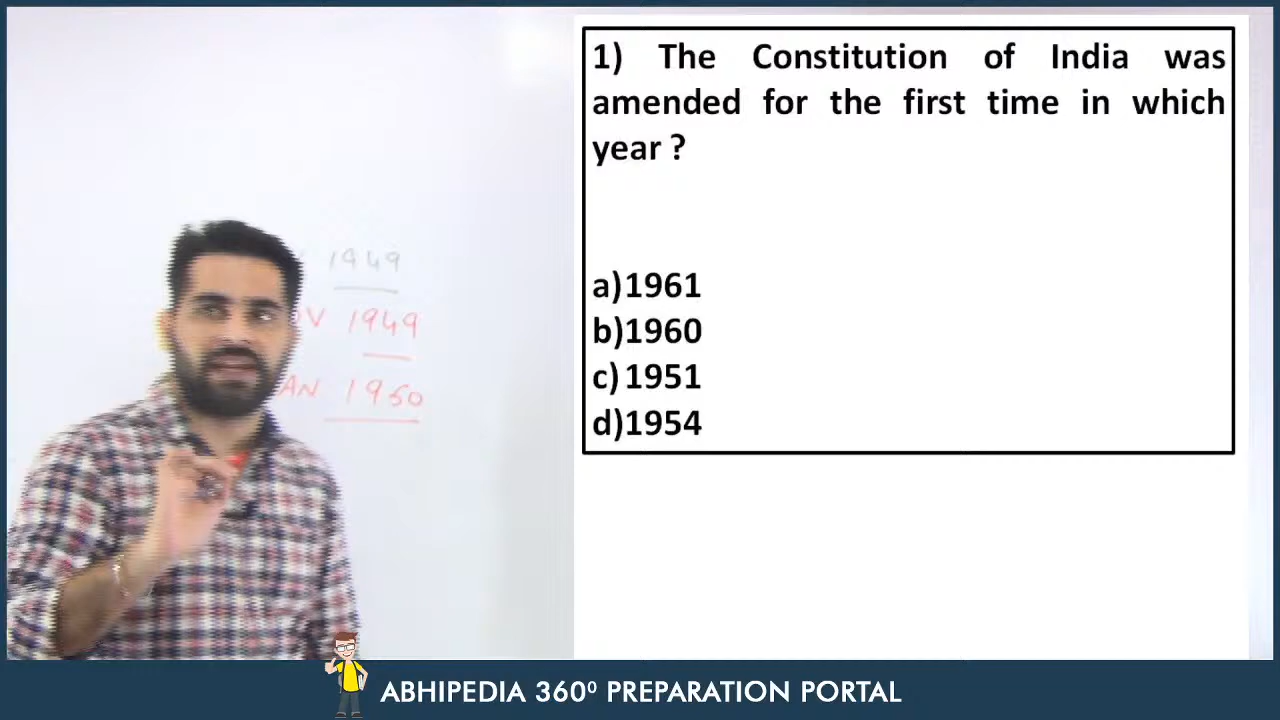 1949
1949
1950
1) The Constitution of India was
amended for the first time in which
year ?
a)1961
b)1960
c) 1951
d)1954
ABHIPEDIA 360⁰ PREPARATION PORTAL